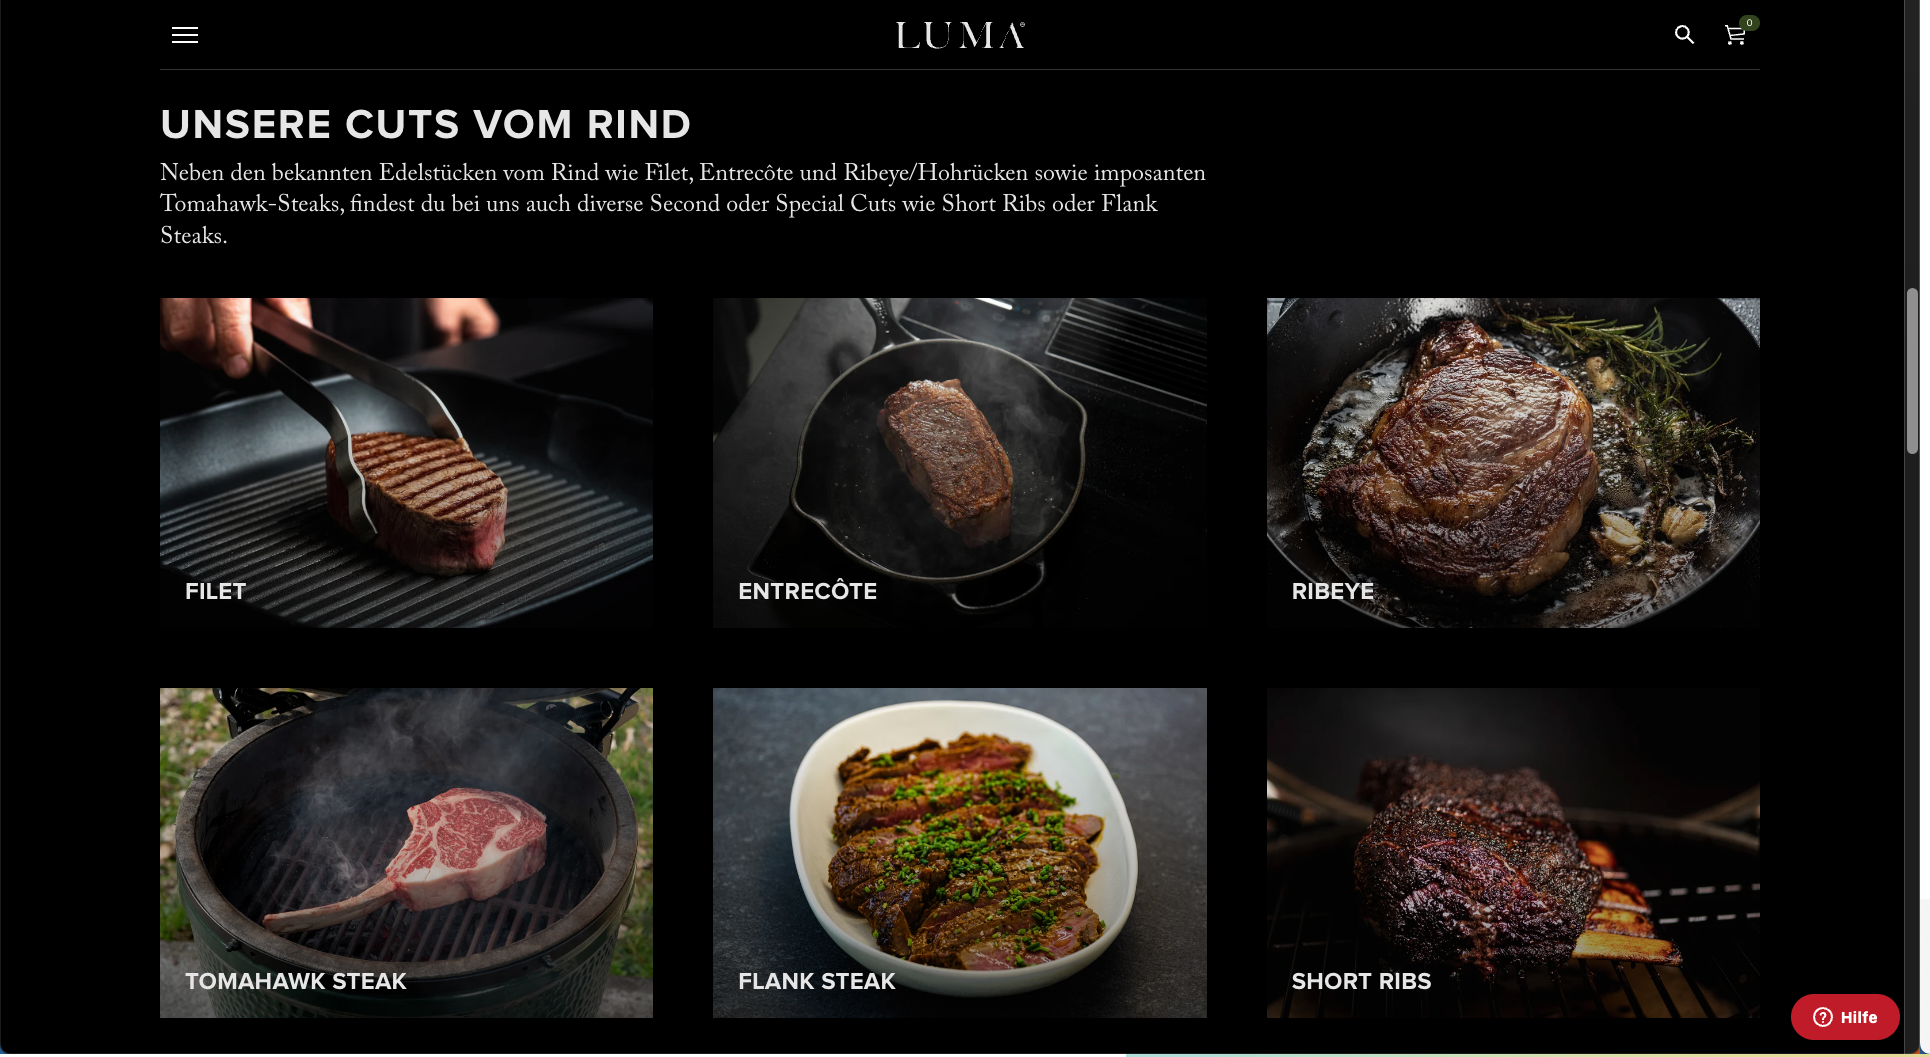 LUMA
0
UNSERE CUTS VOM RIND
Neben den bekannten Edelstücken vom Rind wie Filet, Entrecôte und Ribeye/Hohrücken sowie imposanten
Tomahawk-Steaks, findest du bei uns auch diverse Second oder Special Cuts wie Short Ribs oder Flank
Steaks.
FILET
ENTRECÔTE
RIBEYE
TOMAHAWK STEAK
FLANK STEAK
SHORT RIBS
Hilfe